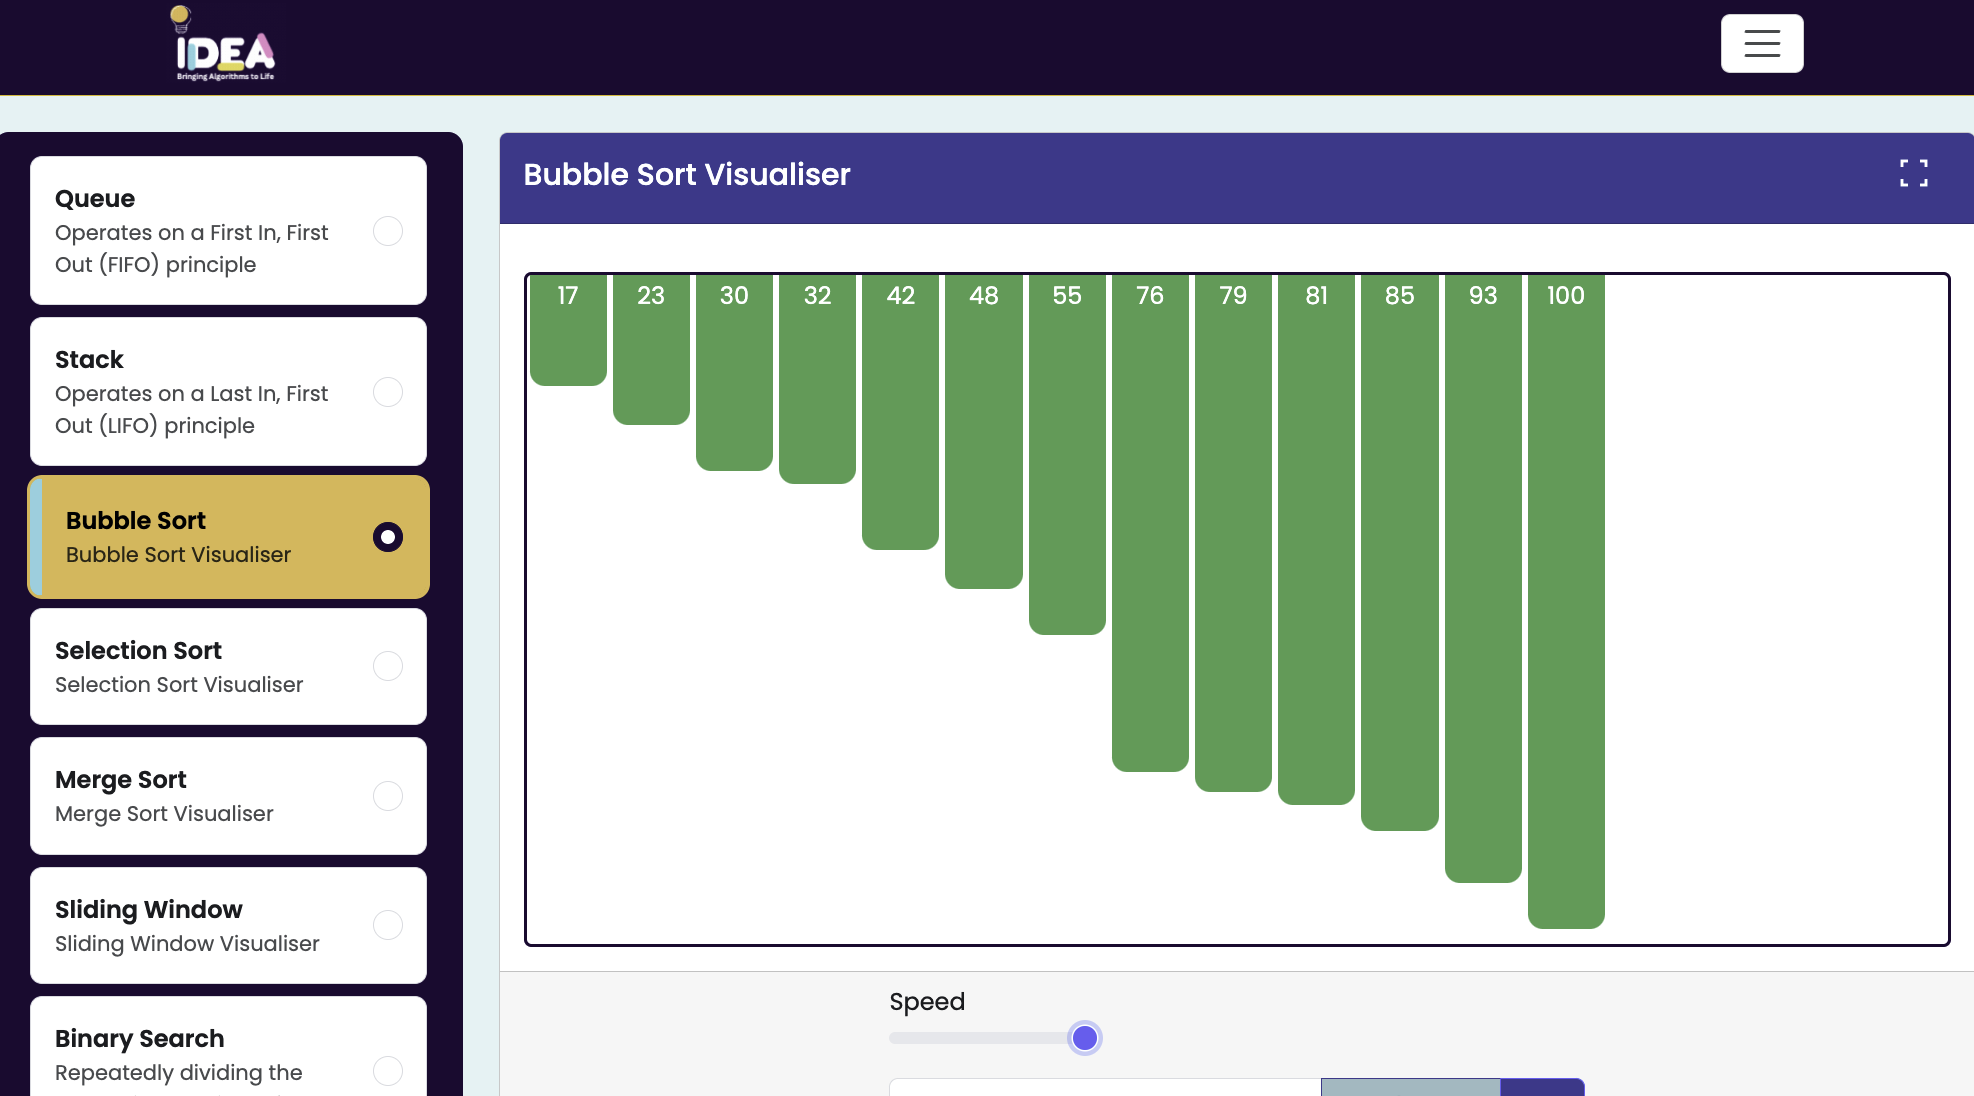 IDEA
Bringing Algorithms to Life
Queue
Operates on a First In, First
Out (FIFO) principle
Stack
Operates on a Last In, First
Out (LIFO) principle
Bubble Sort
Bubble Sort Visualiser
Selection Sort
Selection Sort Visualiser
Merge Sort
Merge Sort Visualiser
Sliding Window
Sliding Window Visualiser
Binary Search
Repeatedly dividing the
Bubble Sort Visualiser
17 23 30 32 42 48 55 76 79 81 85 93 100
Speed